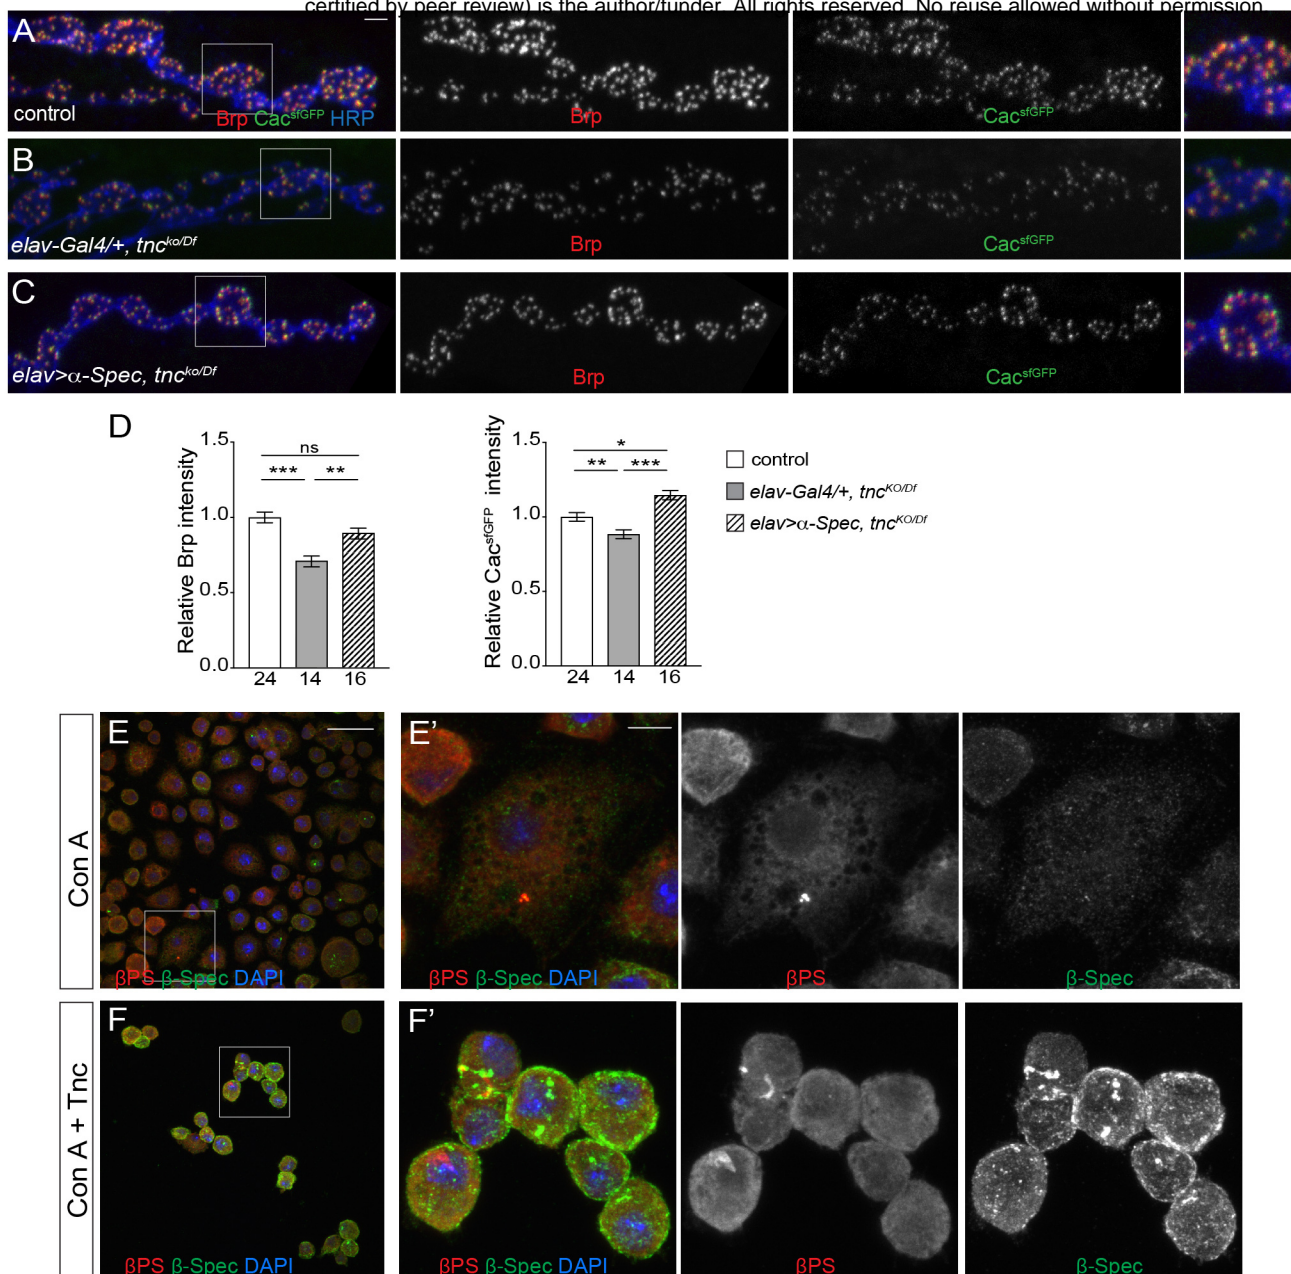 certified by peer review) is the author/funder. All rights reserved. No reuse allowed without permission.
A
control
Brp Cac^sfGFP HRP
Brp
Cac^sfGFP
B
elav-Gal4/+, tnc^ko/Df
Brp
Cac^sfGFP
C
elav>α-Spec, tnc^ko/Df
Brp
Cac^sfGFP
D
Relative Brp intensity
1.5
1.0
0.5
0.0
ns
*** **
24 14 16
Relative Cac^sfGFP intensity
1.5
1.0
0.5
0.0
*
** ***
24 14 16
control
elav-Gal4/+, tnc^KO/Df
elav>α-Spec, tnc^KO/Df
Con A
E
βPS β-Spec DAPI
E'
βPS β-Spec DAPI
βPS
β-Spec
Con A + Tnc
F
βPS β-Spec DAPI
F'
βPS β-Spec DAPI
βPS
β-Spec